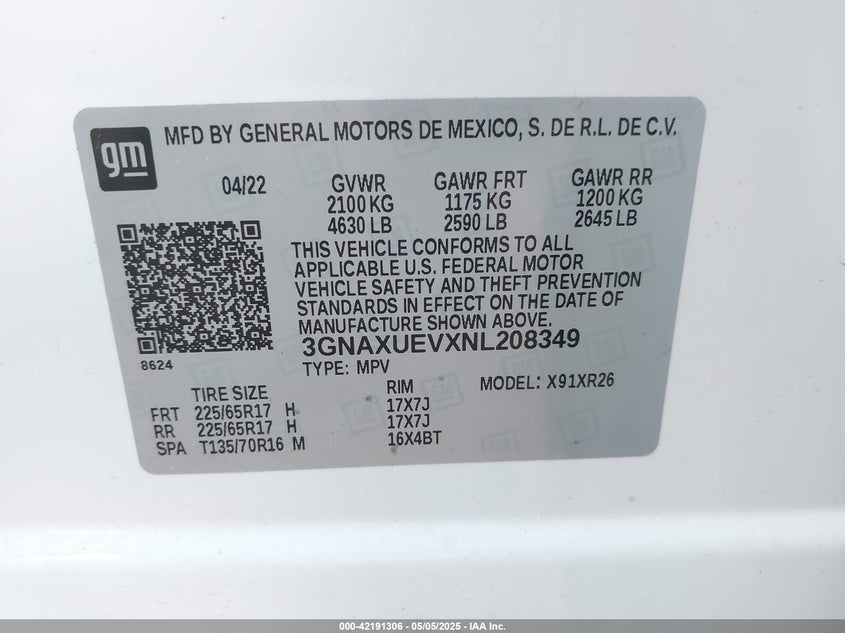 gm
MFD BY GENERAL MOTORS DE MEXICO, S. DE R.L. DE C.V.
04/22 GVWR GAWR FRT GAWR RR
2100 KG 1175 KG 1200 KG
4630 LB 2590 LB 2645 LB
THIS VEHICLE CONFORMS TO ALL
APPLICABLE U.S. FEDERAL MOTOR
VEHICLE SAFETY AND THEFT PREVENTION
STANDARDS IN EFFECT ON THE DATE OF
MANUFACTURE SHOWN ABOVE.
8624
3GNAXUEVXNL208349
TYPE: MPV MODEL: X91XR26
TIRE SIZE RIM
FRT 225/65R17 H 17X7J
RR 225/65R17 H 17X7J
SPA T135/70R16 M 16X4BT
000-42191306 - 05/05/2025 - IAA Inc.